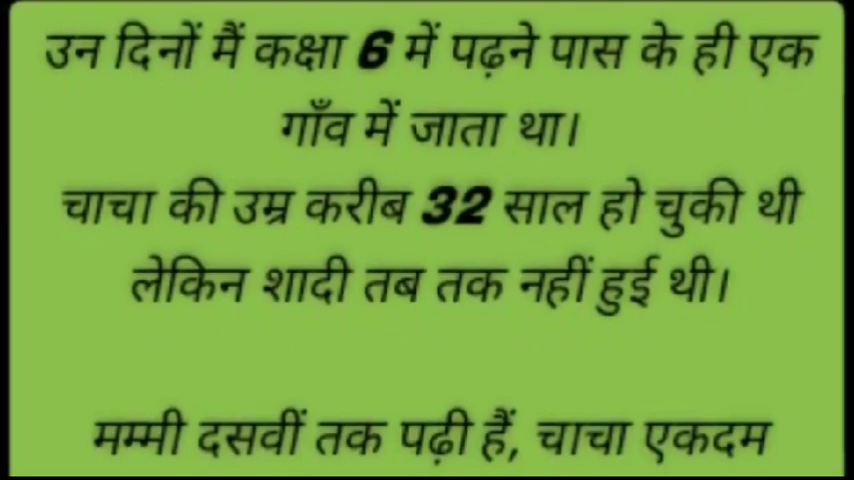 उन दिनों मैं कक्षा 6 में पढ़ने पास के ही एक
गाँव में जाता था।
चाचा की उम्र करीब 32 साल हो चुकी थी
लेकिन शादी तब तक नहीं हुई थी।
मम्मी दसवीं तक पढ़ी हैं, चाचा एकदम